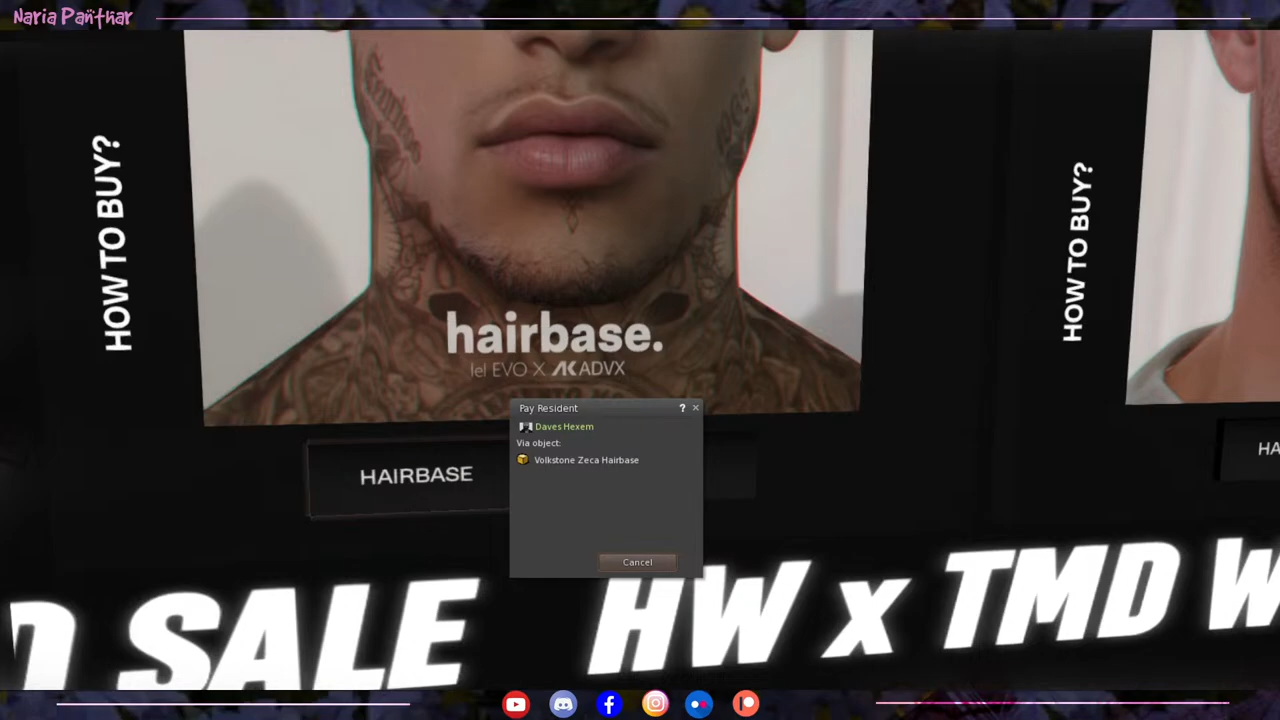 Naria Panthar
HOW TO BUY?
hairbase.
lel EVO X AK ADVX
HOW TO BUY?
Pay Resident
?
Daves Hexem
Via object:
Volkstone Zeca Hairbase
Cancel
HAIRBASE
HA
SALE HW x TMD W